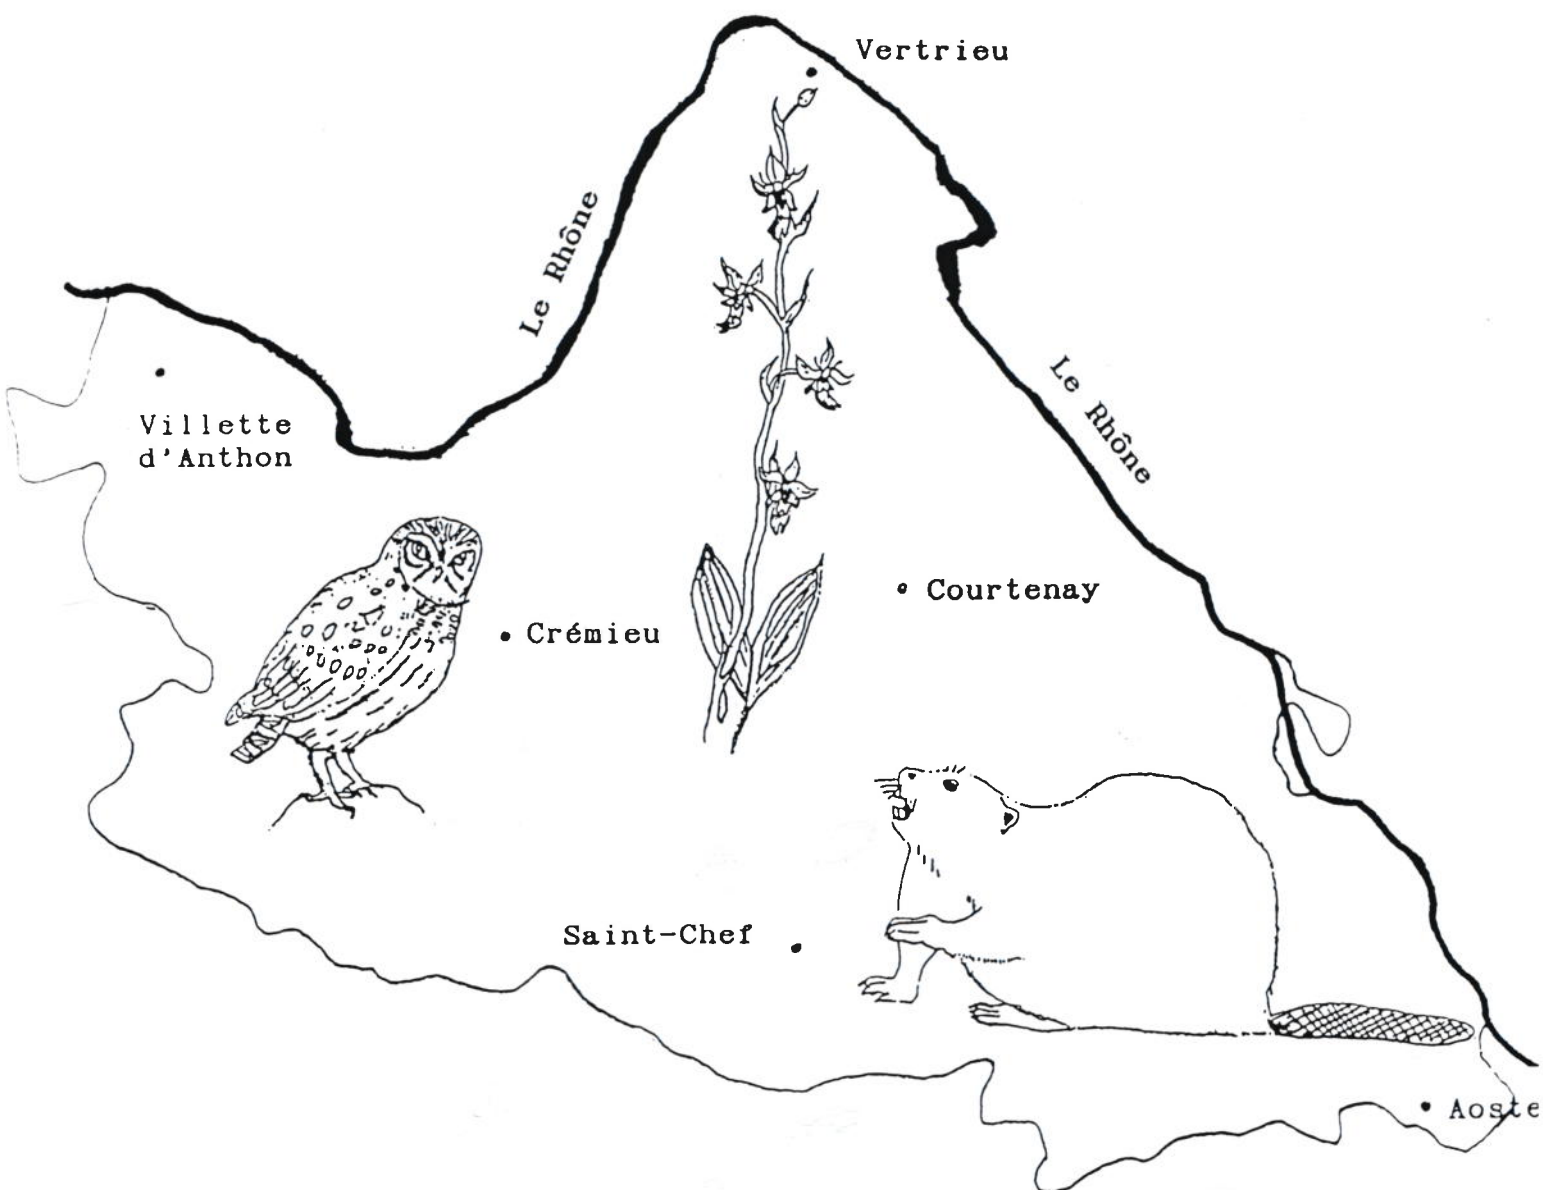 Vertrieu
Le Rhône
Le Rhône
Villette
d'Anthon
Courtenay
Crémieu
Saint-Chef
Aoste